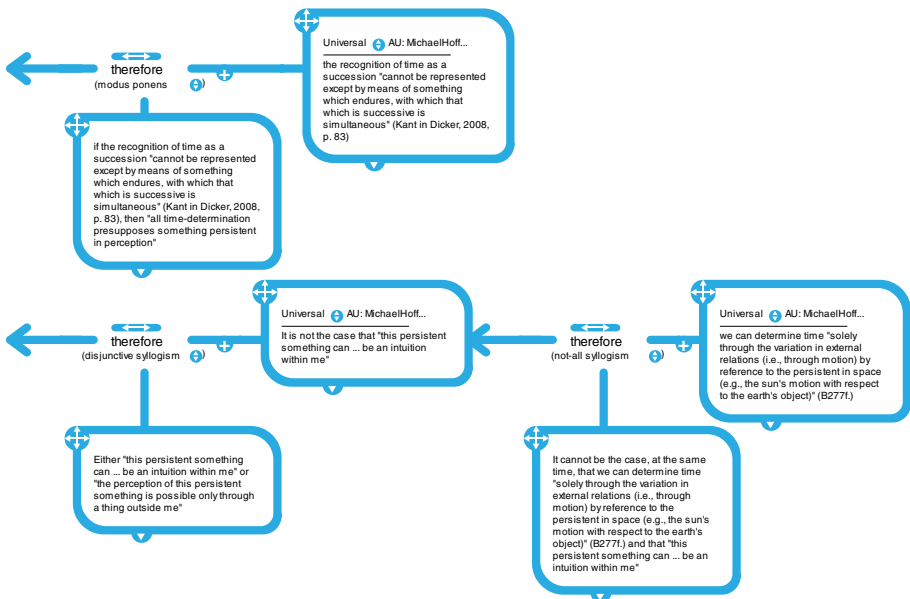 Universal AU: MichaelHoff...
the recognition of time as a
succession "cannot be represented
except by means of something
which endures, with which that
which is successive is
simultaneous" (Kant in Dicker, 2008,
p. 83)
therefore
(modus ponens )
if the recognition of time as a
succession "cannot be represented
except by means of something
which endures, with which that
which is successive is
simultaneous" (Kant in Dicker, 2008,
p. 83), then "all time-determination
presupposes something persistent
in perception"
therefore
(disjunctive syllogism )
Universal AU: MichaelHoff...
It is not the case that "this persistent
something can ... be an intuition
within me"
therefore
(not-all syllogism )
Universal AU: MichaelHoff...
we can determine time "solely
through the variation in external
relations (i.e., through motion) by
reference to the persistent in space
(e.g., the sun's motion with respect
to the earth's object)" (B277f.)
Either "this persistent something
can ... be an intuition within me" or
"the perception of this persistent
something is possible only through
a thing outside me"
It cannot be the case, at the same
time, that we can determine time
"solely through the variation in
external relations (i.e., through
motion) by reference to the
persistent in space (e.g., the sun's
motion with respect to the earth's
object)" (B277f.) and that "this
persistent something can ... be an
intuition within me"